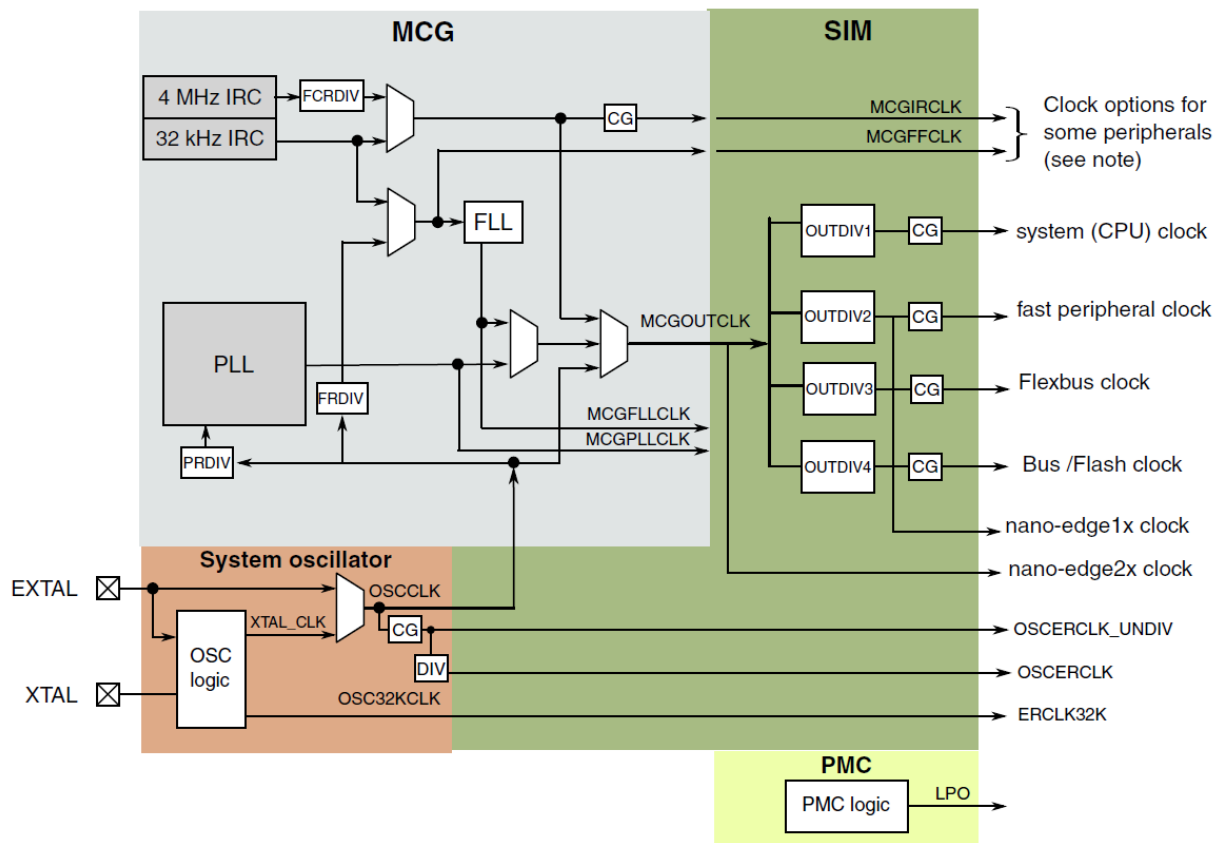 MCG
SIM
4 MHz IRC
FCRDIV
32 kHz IRC
CG
MCGIRCLK
MCGFFCLK
Clock options for
some peripherals
(see note)
FLL
OUTDIV1
CG
system (CPU) clock
PLL
FRDIV
PRDIV
MCGOUTCLK
OUTDIV2
CG
fast peripheral clock
OUTDIV3
CG
Flexbus clock
MCGFLLCLK
MCGPLLCLK
OUTDIV4
CG
Bus /Flash clock
nano-edge1x clock
nano-edge2x clock
System oscillator
EXTAL
OSCCLK
XTAL_CLK
OSC
logic
CG
OSCERCLK_UNDIV
DIV
OSCERCLK
XTAL
OSC32KCLK
ERCLK32K
PMC
PMC logic
LPO